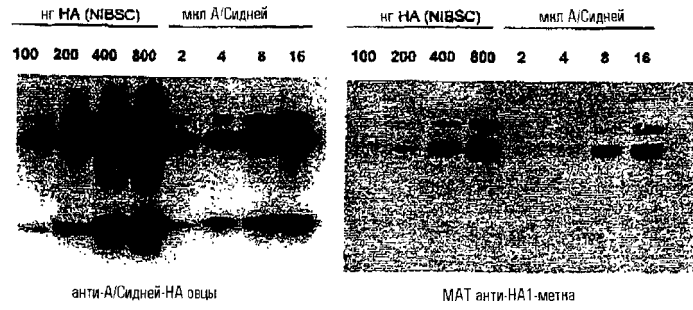 нг HA (NIBSC) мкл А/Сидней нг HA (NIBSC) мкл А/Сидней
100 200 400 800 2 4 8 16 100 200 400 800 2 4 8 16
анти-А/Сидней-НА овцы МАТ анти-НА1-метка